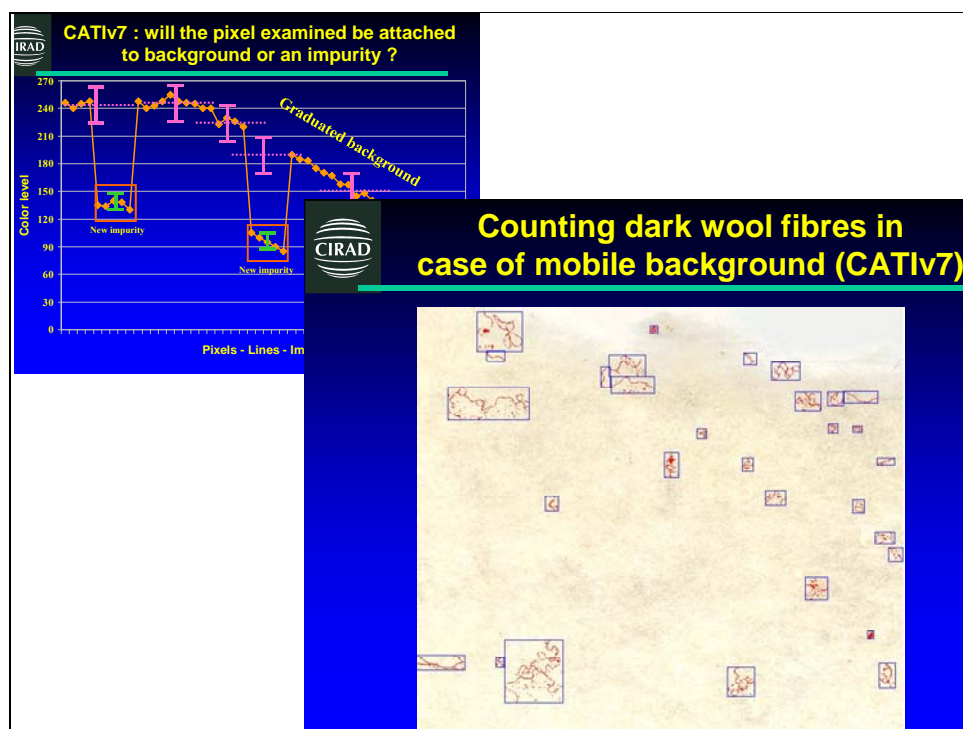 IRAD
CATIv7 : will the pixel examined be attached
to background or an impurity ?
270
240
210
180
150
120
90
60
30
0
Color level
Graduated background
New impurity
New impurity
Pixels - Lines - Im
CIRAD
Counting dark wool fibres in
case of mobile background (CATIv7)